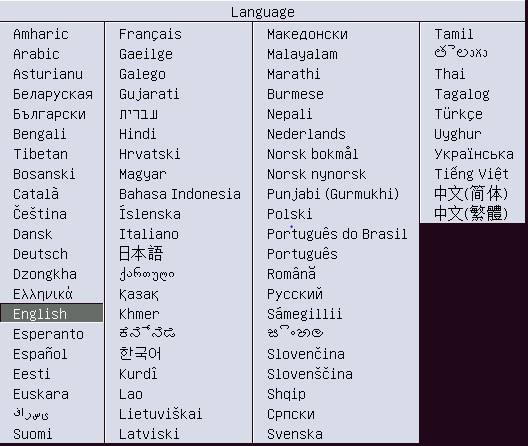 Language
Amharic
Arabic
Asturianu
Беларуская
Български
Bengali
Tibetan
Bosanski
Català
Čeština
Dansk
Deutsch
Dzongkha
Ελληνικά
English
Esperanto
Español
Eesti
Euskara
ﻓﺎﺭﺳﯽ
Suomi
Français
Gaeilge
Galego
Gujarati
עברית
Hindi
Hrvatski
Magyar
Bahasa Indonesia
Íslenska
Italiano
日本語
ქართული
Қазақ
Khmer
ಕನ್ನಡ
한국어
Kurdî
Lao
Lietuviškai
Latviski
Македонски
Malayalam
Marathi
Burmese
Nepali
Nederlands
Norsk bokmål
Norsk nynorsk
Punjabi (Gurmukhi)
Polski
Português do Brasil
Português
Română
Русский
Sámegillii
සිංහල
Slovenčina
Slovenščina
Shqip
Српски
Svenska
Tamil
తెలుగు
Thai
Tagalog
Türkçe
Uyghur
Українська
Tiếng Việt
中文(简体)
中文(繁體)